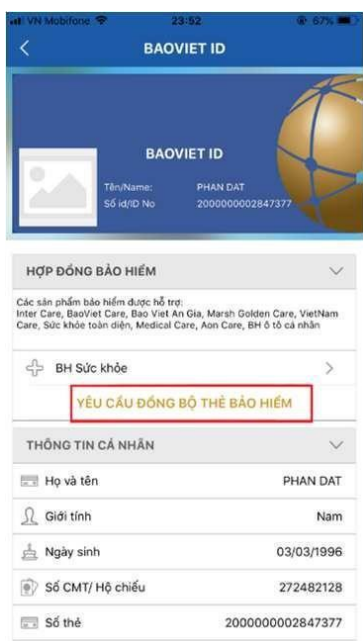 VN Mobifone 23:52 67%
BAOVIET ID
BAOVIET ID
Tên/Name: PHAN DAT
Số id/ID No 2000000002847377
HỢP ĐỒNG BẢO HIỂM
Các sản phẩm bảo hiểm được hỗ trợ:
Inter Care, BaoViet Care, Bao Viet An Gia, Marsh Golden Care, VietNam
Care, Sức khỏe toàn diện, Medical Care, Aon Care, BH ô tô cá nhân
BH Sức khỏe
YÊU CẦU ĐỒNG BỘ THẺ BẢO HIỂM
THÔNG TIN CÁ NHÂN
Họ và tên PHAN DAT
Giới tính Nam
Ngày sinh 03/03/1996
Số CMT/ Hộ chiếu 272482128
Số thẻ 2000000002847377